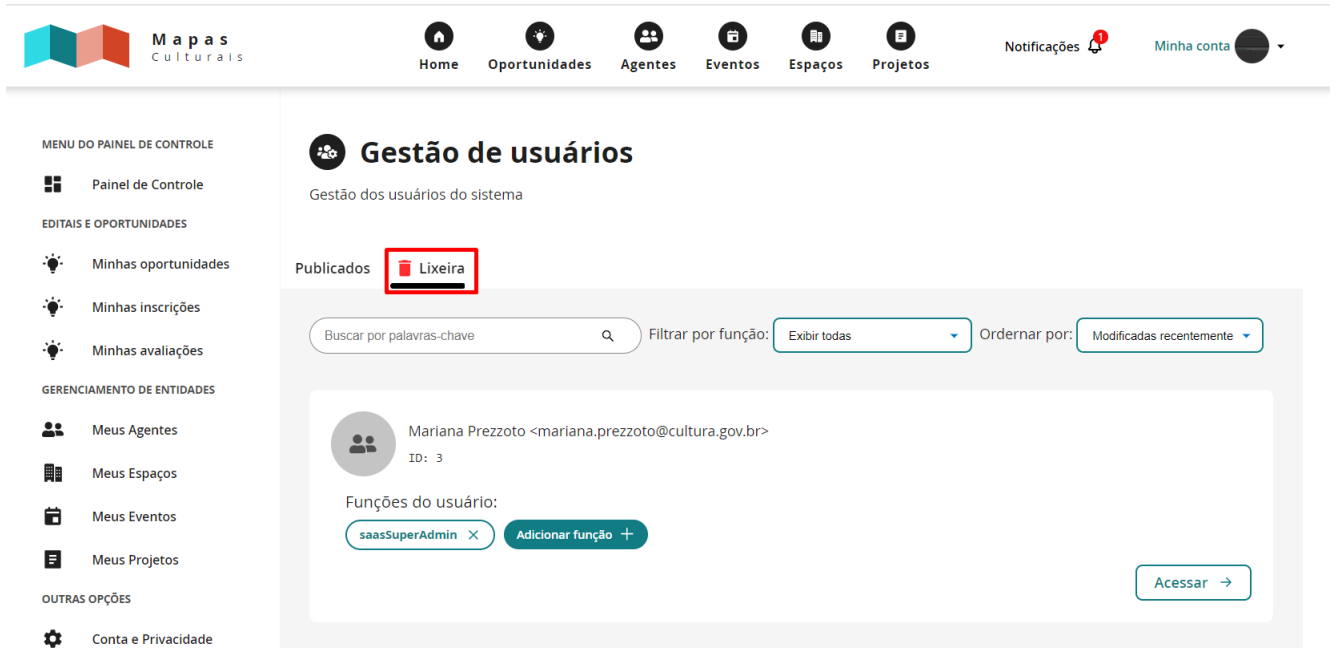 Mapas
Culturais
Home
Oportunidades
Agentes
Eventos
Espaços
Projetos
Notificações
1
Minha conta
MENU DO PAINEL DE CONTROLE
Painel de Controle
EDITAIS E OPORTUNIDADES
Minhas oportunidades
Minhas inscrições
Minhas avaliações
GERENCIAMENTO DE ENTIDADES
Meus Agentes
Meus Espaços
Meus Eventos
Meus Projetos
OUTRAS OPÇÕES
Conta e Privacidade
Gestão de usuários
Gestão dos usuários do sistema
Publicados
Lixeira
Buscar por palavras-chave
Filtrar por função:
Exibir todas
Ordernar por:
Modificadas recentemente
Mariana Prezzoto <mariana.prezzoto@cultura.gov.br>
ID: 3
Funções do usuário:
saasSuperAdmin
Adicionar função
Acessar